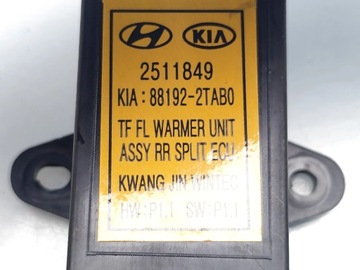 KIA
2511849
KIA : 88192-2TAB0
TF FL WARMER UNIT
ASSY RR SPLIT ECU
KWANG JIN WINTEC
HW:P1.1 SW:P1.1